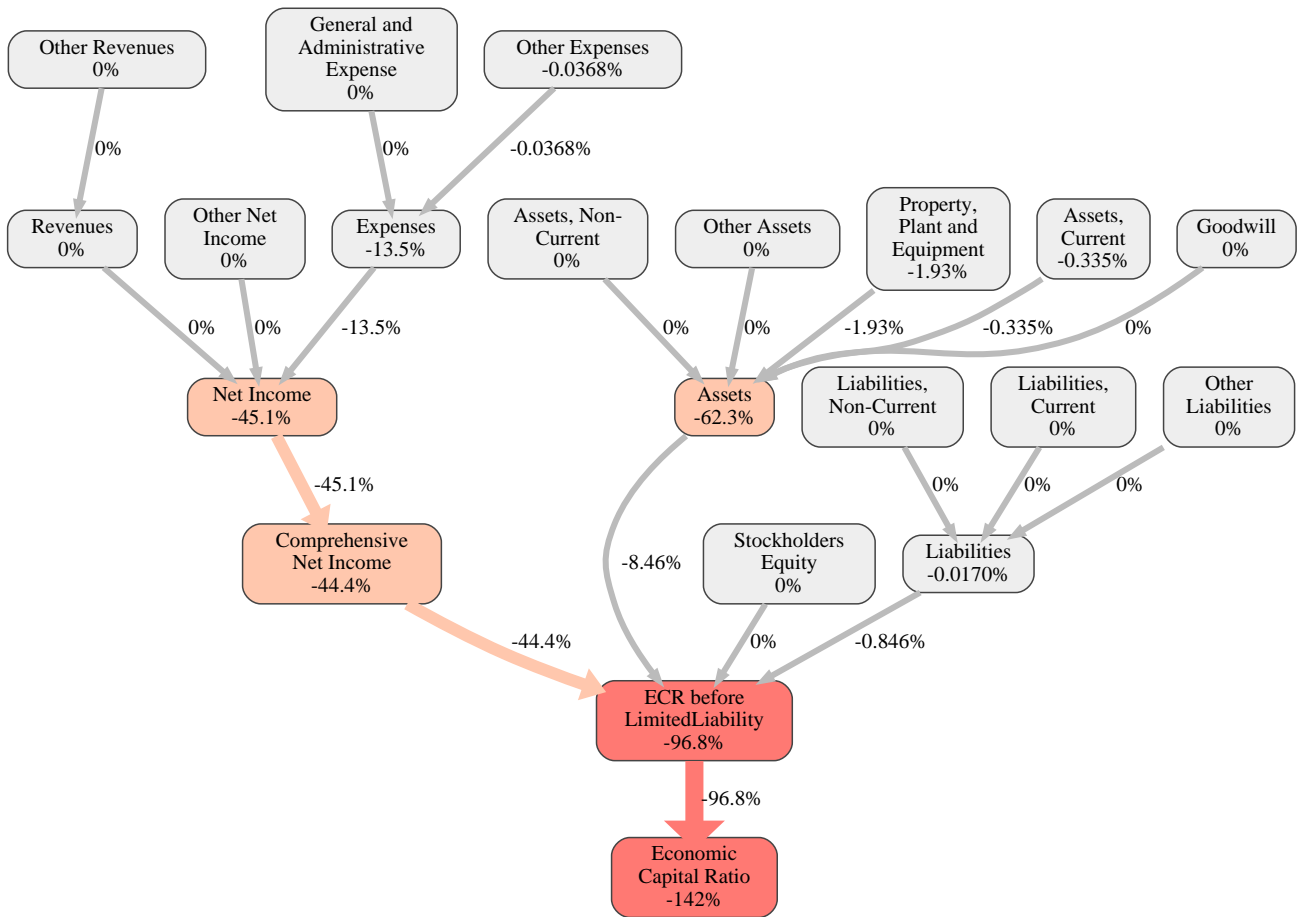 Other Revenues
0%
General and
Administrative
Expense
0%
Other Expenses
-0.0368%
0%
0%
-0.0368%
Revenues
0%
Other Net
Income
0%
Expenses
-13.5%
Assets, Non-
Current
0%
Other Assets
0%
Property,
Plant and
Equipment
-1.93%
Assets,
Current
-0.335%
Goodwill
0%
0%
0%
-13.5%
0%
0%
-1.93%
-0.335%
0%
Net Income
-45.1%
Assets
-62.3%
Liabilities,
Non-Current
0%
Liabilities,
Current
0%
Other
Liabilities
0%
-45.1%
0%
0%
0%
Comprehensive
Net Income
-44.4%
-8.46%
Stockholders
Equity
0%
Liabilities
-0.0170%
-44.4%
0%
-0.846%
ECR before
LimitedLiability
-96.8%
-96.8%
Economic
Capital Ratio
-142%